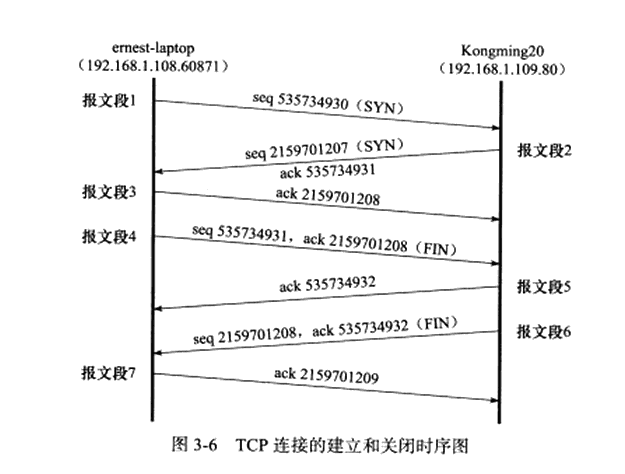 ernest-laptop
(192.168.1.108.60871)
Kongming20
(192.168.1.109.80)
报文段1
seq 535734930(SYN)
seq 2159701207(SYN)
报文段2
ack 535734931
报文段3
ack 2159701208
报文段4
seq 535734931,ack 2159701208(FIN)
ack 535734932
报文段5
seq 2159701208,ack 535734932(FIN)
报文段6
报文段7
ack 2159701209
图 3-6 TCP 连接的建立和关闭时序图